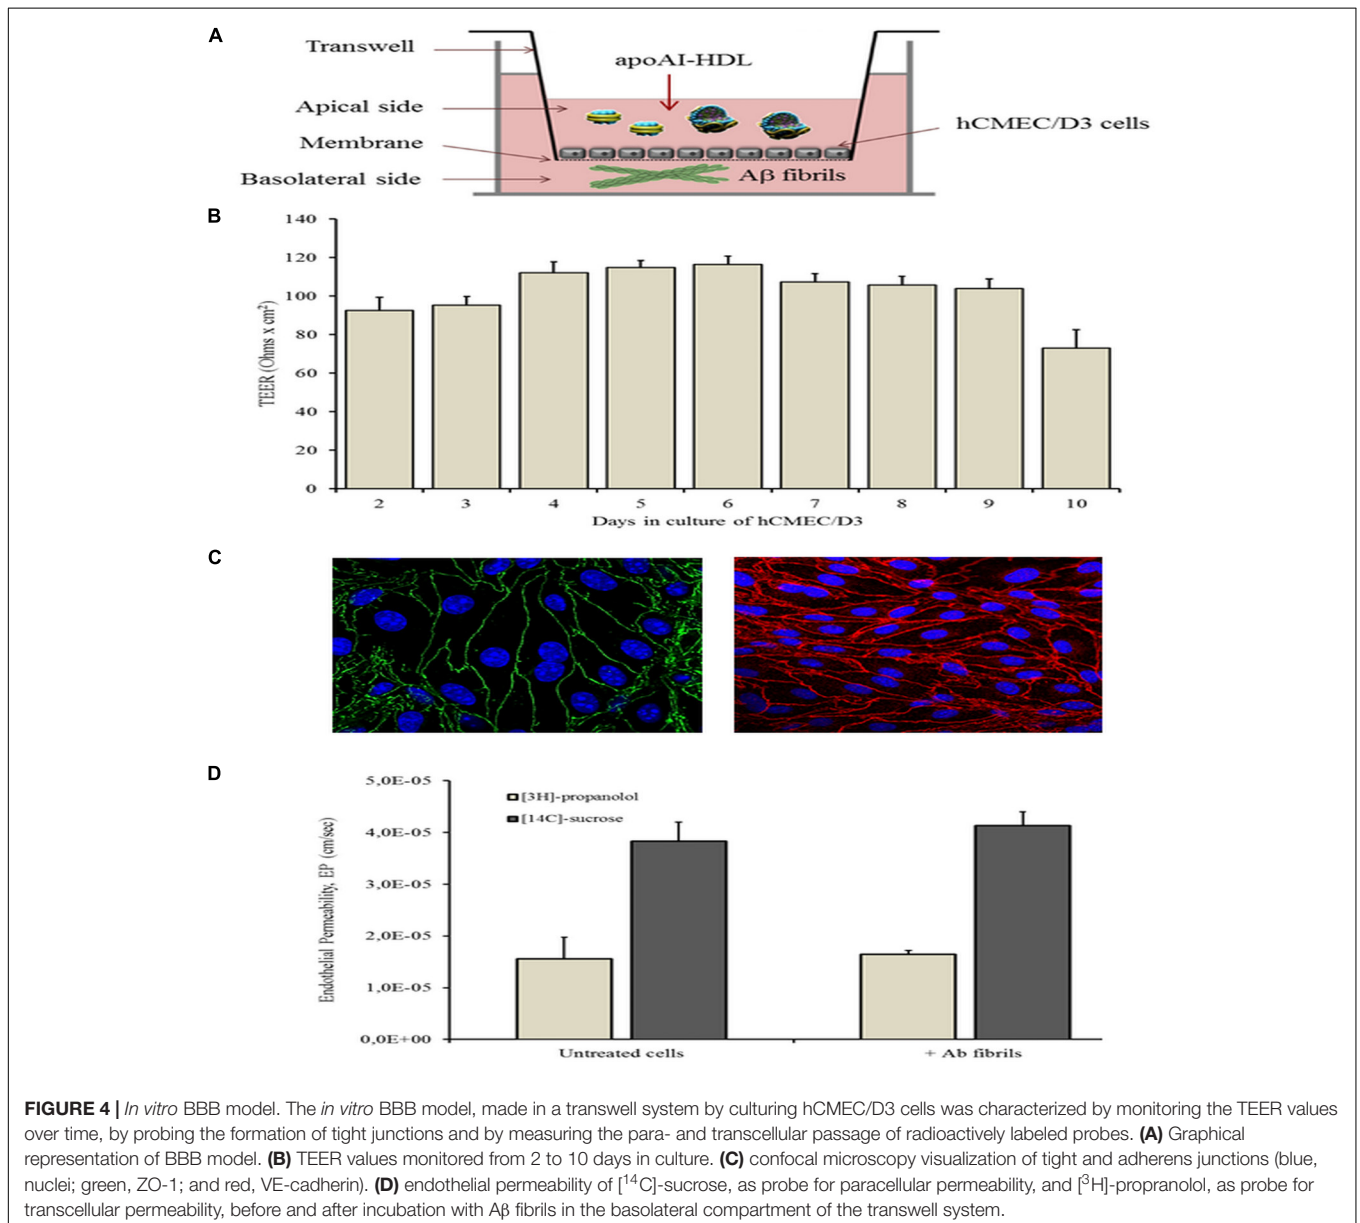 A
Transwell
apoAI-HDL
Apical side
hCMEC/D3 cells
Membrane
Basolateral side
Aβ fibrils
B
140
120
100
80
60
40
20
0
TEER (Ohms x cm²)
2 3 4 5 6 7 8 9 10
Days in culture of hCMEC/D3
C
D
5,0E-05
4,0E-05
3,0E-05
2,0E-05
1,0E-05
0,0E+00
Endothelial Permeability, EP (cm/sec)
[3H]-propanolol
[14C]-sucrose
Untreated cells + Ab fibrils
FIGURE 4 | In vitro BBB model. The in vitro BBB model, made in a transwell system by culturing hCMEC/D3 cells was characterized by monitoring the TEER values
over time, by probing the formation of tight junctions and by measuring the para- and transcellular passage of radioactively labeled probes. (A) Graphical
representation of BBB model. (B) TEER values monitored from 2 to 10 days in culture. (C) confocal microscopy visualization of tight and adherens junctions (blue,
nuclei; green, ZO-1; and red, VE-cadherin). (D) endothelial permeability of [¹⁴C]-sucrose, as probe for paracellular permeability, and [³H]-propranolol, as probe for
transcellular permeability, before and after incubation with Aβ fibrils in the basolateral compartment of the transwell system.